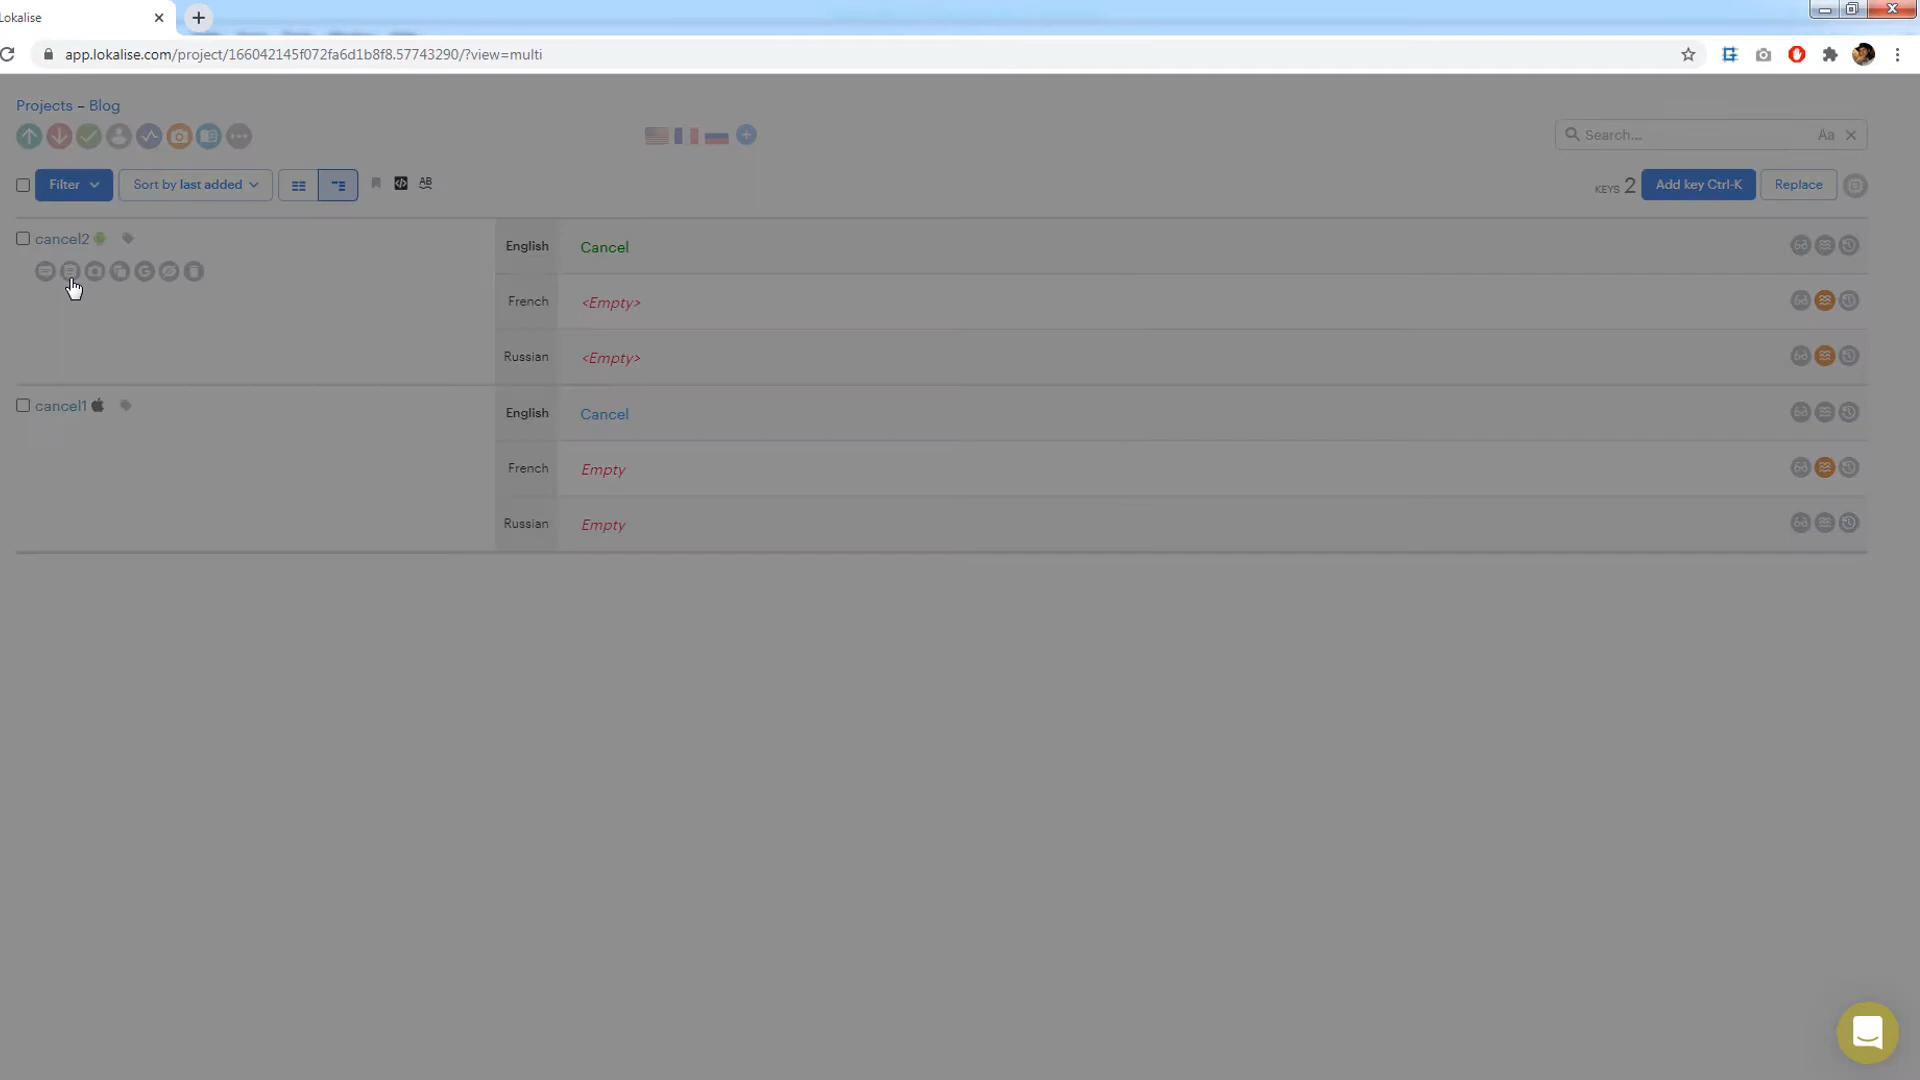 Lokalise
app.lokalise.com/project/166042145f072fa6d1b8f8.57743290/?view=multi
Projects – Blog
Search...
Aa
Filter
Sort by last added
AB
KEYS 2
Add key Ctrl-K
Replace
cancel2
English
Cancel
French
<Empty>
Russian
<Empty>
cancel1
English
Cancel
French
Empty
Russian
Empty